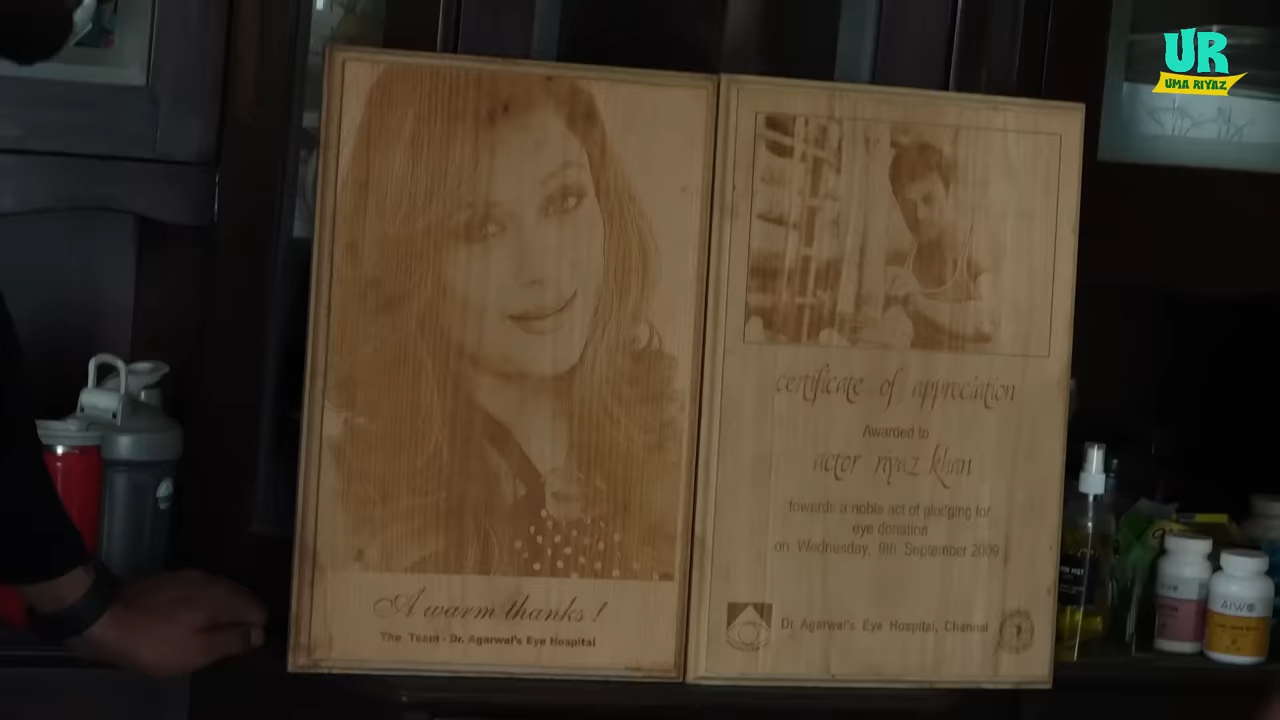 UR
UMA RIYAZ
certificate of appreciation
Awarded to
actor riyaz khan
towards a noble act of pledging for
eye donation
on Wednesday, 9th September 2009
Dr Agarwal's Eye Hospital, Chennai
A warm thanks !
The Team - Dr. Agarwal's Eye Hospital
AIWO